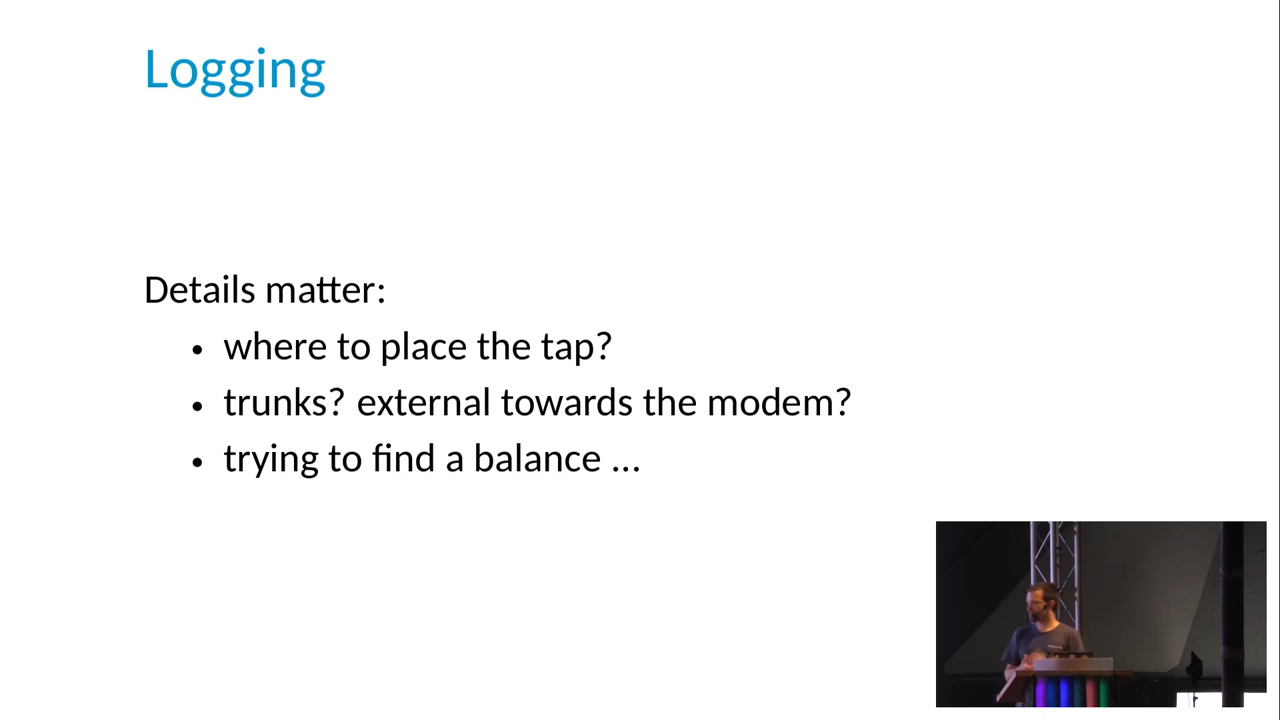 Logging
Details matter:
• where to place the tap?
• trunks? external towards the modem?
• trying to find a balance ...